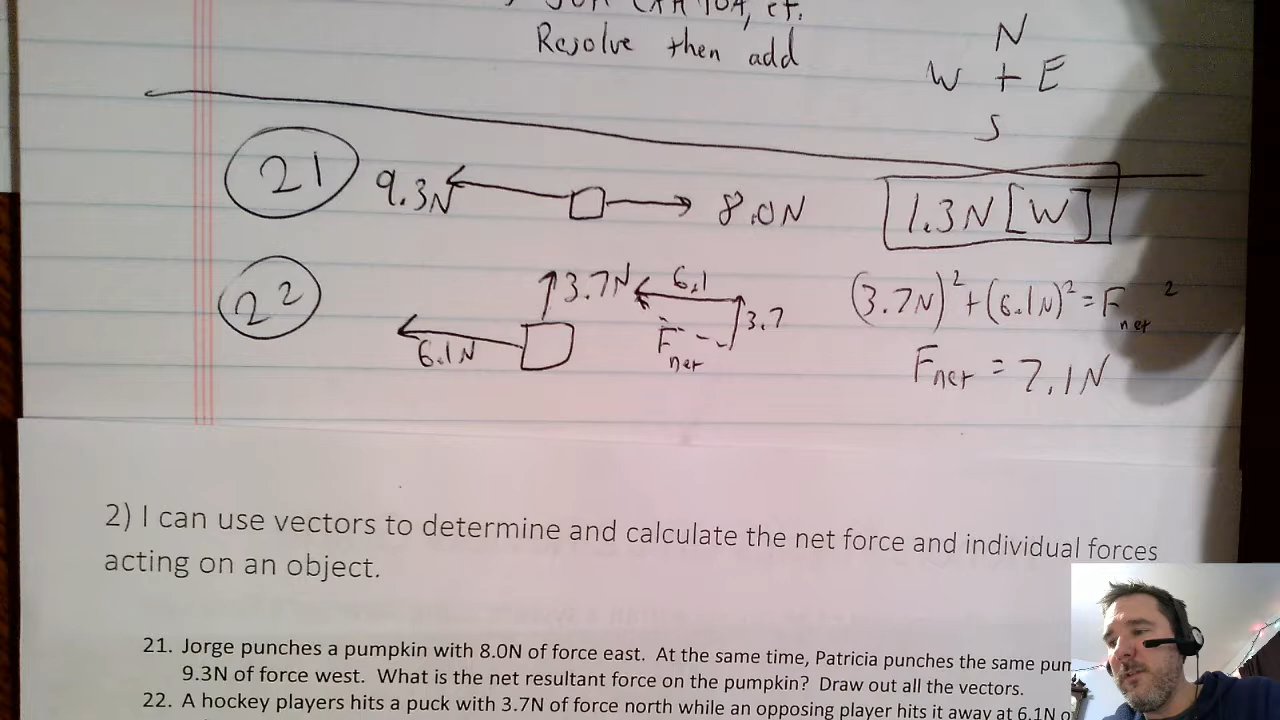 Resolve then add
N
W + E
S
21 9.3N 8.0N 1.3N [W]
22 6.1N 3.7N 6.1 3.7 Fnet (3.7N)² + (6.1N)² = Fnet²
Fnet = 7.1N
2) I can use vectors to determine and calculate the net force and individual forces
acting on an object.
21. Jorge punches a pumpkin with 8.0N of force east. At the same time, Patricia punches the same
9.3N of force west. What is the net resultant force on the pumpkin? Draw out all the vectors.
22. A hockey players hits a puck with 3.7N of force north while an opposing player hits it away at 6.1N